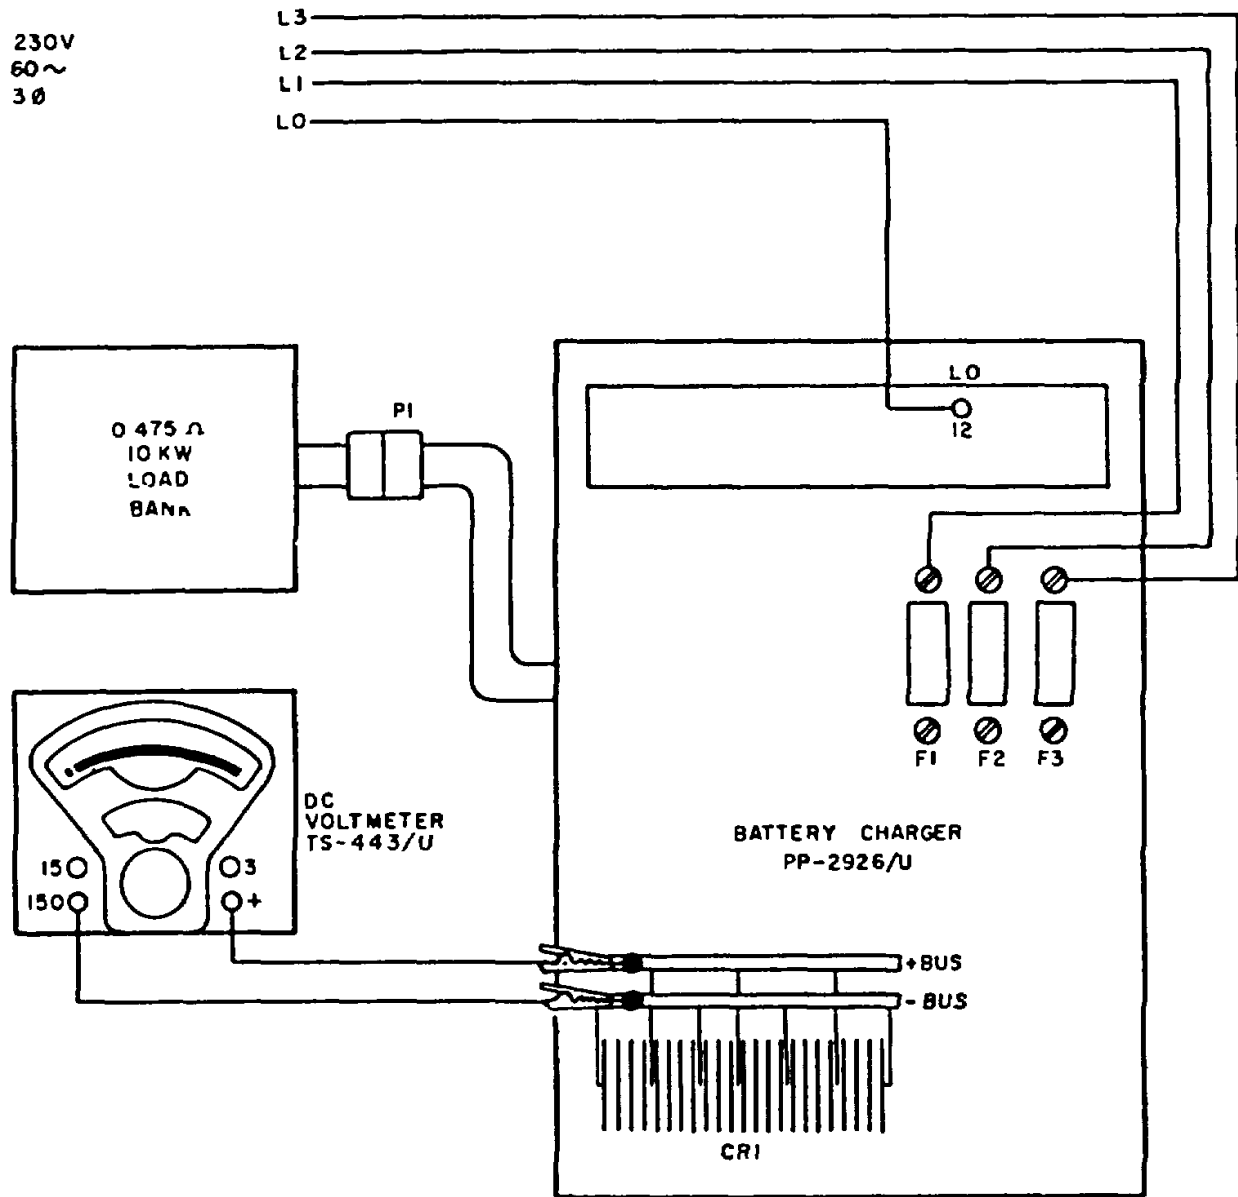 230V
60~
3Ø
L3
L2
L1
L0
0 475 Ω
10 KW
LOAD
BANK
P1
LO
12
F1 F2 F3
DC
VOLTMETER
TS-443/U
15
3
150
+
BATTERY CHARGER
PP-2926/U
+BUS
- BUS
CR1